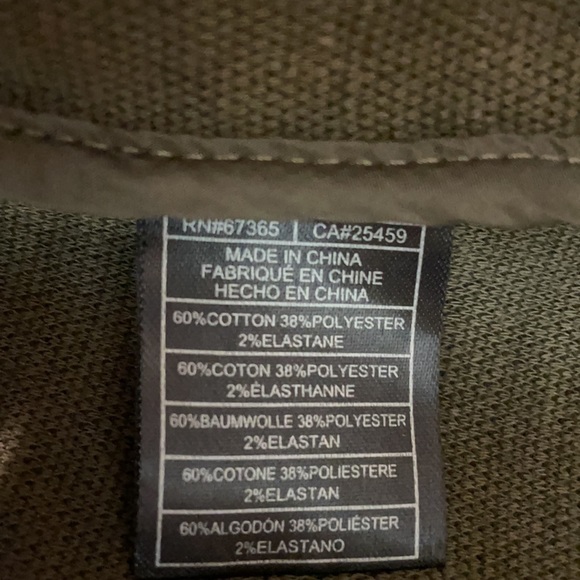 RN#67365 | CA#25459
MADE IN CHINA
FABRIQUÉ EN CHINE
HECHO EN CHINA
60%COTTON 38%POLYESTER
2%ELASTANE
60%COTON 38%POLYESTER
2%ÉLASTHANNE
60%BAUMWOLLE 38%POLYESTER
2%ELASTAN
60%COTONE 38%POLIESTERE
2%ELASTAN
60%ALGODÓN 38%POLIÉSTER
2%ELASTANO